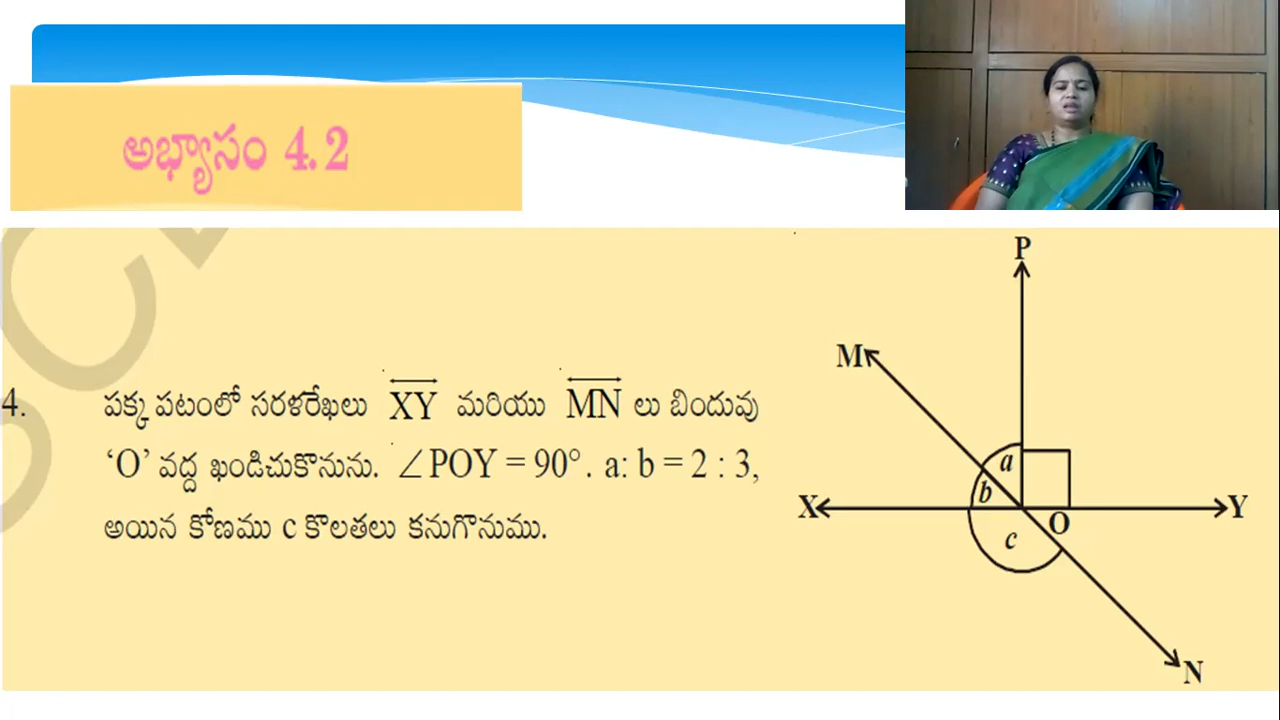 అభ్యాసం 4.2
4. పక్క పటంలో సరళరేఖలు XY మరియు MN లు బిందువు
‘O’ వద్ద ఖండిచుకొనును. ∠POY = 90°. a: b = 2 : 3,
అయిన కోణము c కొలతలు కనుగొనుము.
P
M
a
b
X
Y
O
c
N